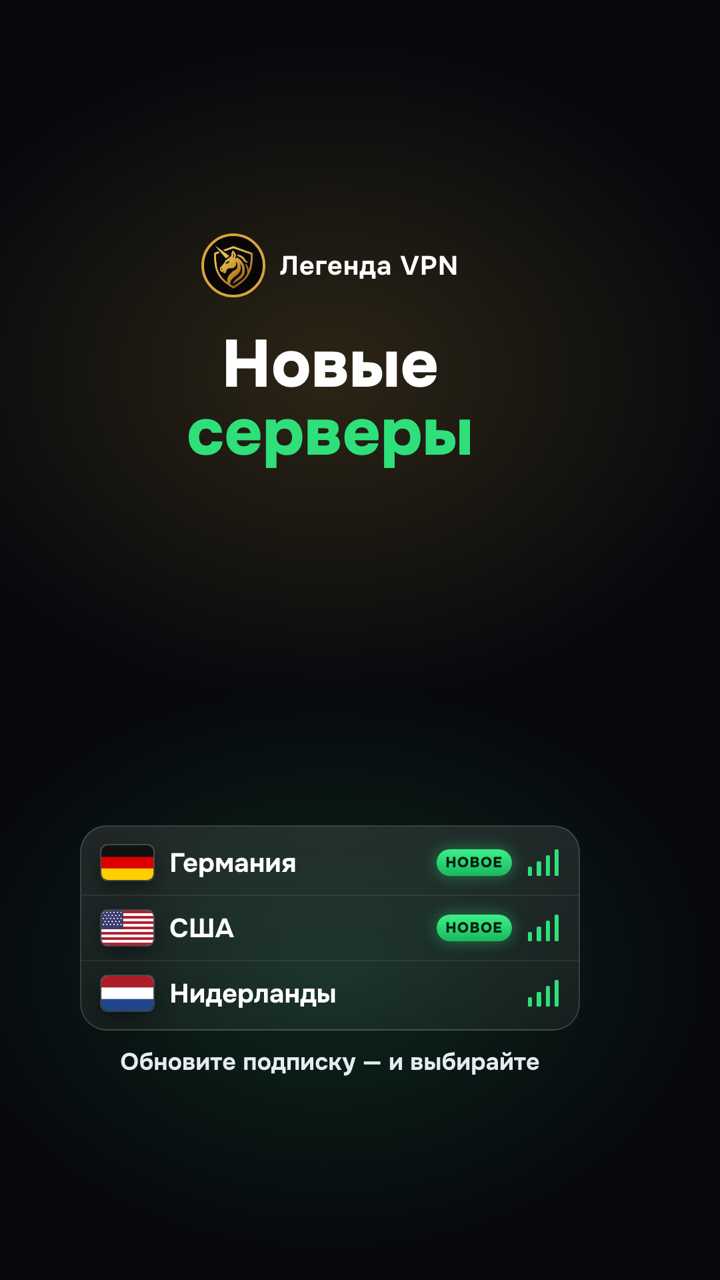 Легенда VPN
Новые
серверы
Германия НОВОЕ
США НОВОЕ
Нидерланды
Обновите подписку — и выбирайте